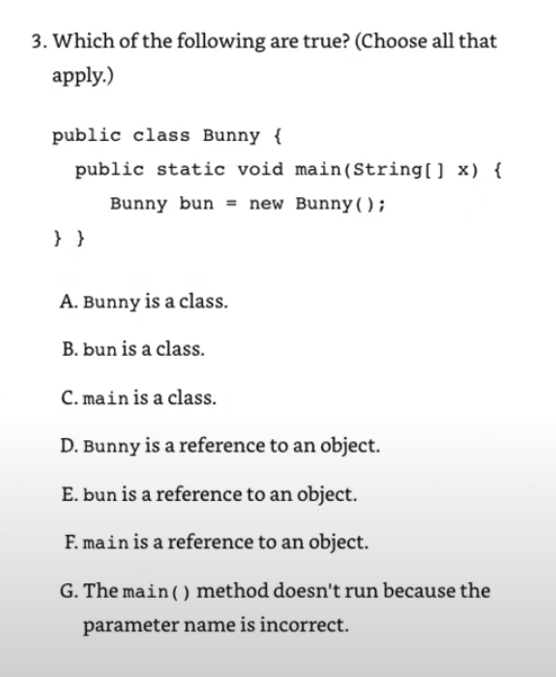 3. Which of the following are true? (Choose all that
apply.)
public class Bunny {
public static void main(String[] x) {
Bunny bun = new Bunny();
} }
A. Bunny is a class.
B. bun is a class.
C. main is a class.
D. Bunny is a reference to an object.
E. bun is a reference to an object.
F. main is a reference to an object.
G. The main() method doesn't run because the
parameter name is incorrect.